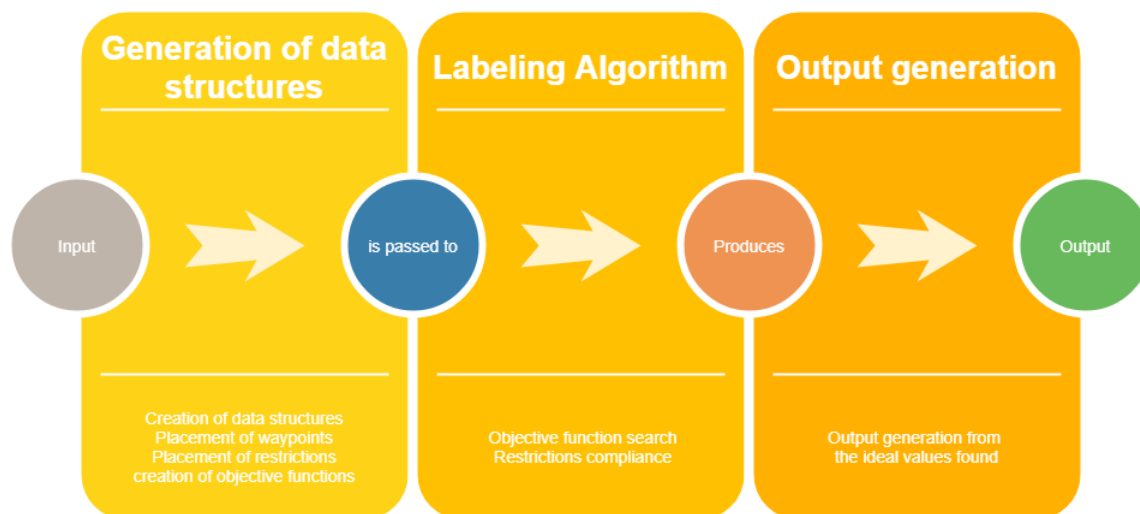 Generation of data
structures
Labeling Algorithm
Output generation
Input
is passed to
Produces
Output
Creation of data structures
Placement of waypoints
Placement of restrictions
creation of objective functions
Objective function search
Restrictions compliance
Output generation from
the ideal values found